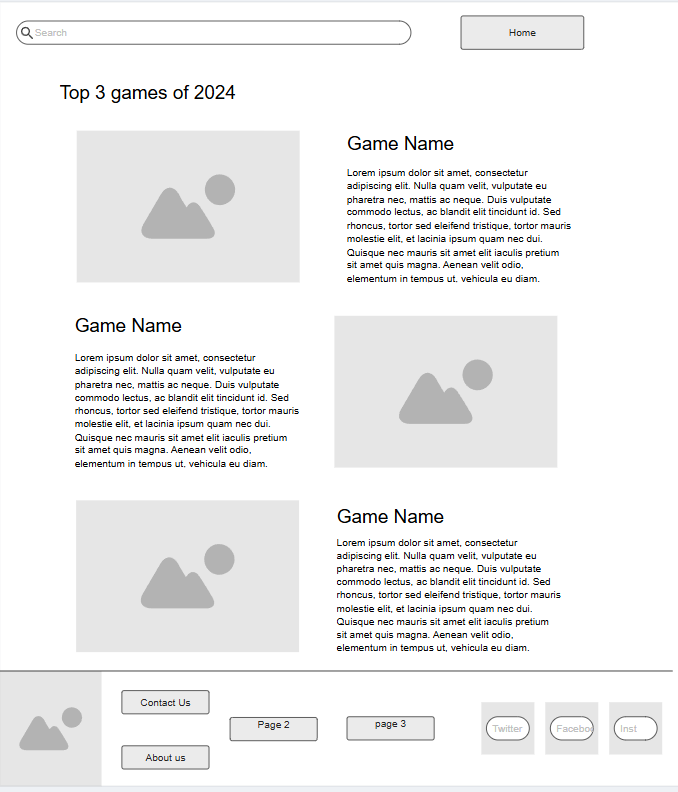 Search
Home
Top 3 games of 2024
Game Name
Lorem ipsum dolor sit amet, consectetur
adipiscing elit. Nulla quam velit, vulputate eu
pharetra nec, mattis ac neque. Duis vulputate
commodo lectus, ac blandit elit tincidunt id. Sed
rhoncus, tortor sed eleifend tristique, tortor mauris
molestie elit, et lacinia ipsum quam nec dui.
Quisque nec mauris sit amet elit iaculis pretium
sit amet quis magna. Aenean velit odio,
elementum in tempus ut, vehicula eu diam.
Game Name
Lorem ipsum dolor sit amet, consectetur
adipiscing elit. Nulla quam velit, vulputate eu
pharetra nec, mattis ac neque. Duis vulputate
commodo lectus, ac blandit elit tincidunt id. Sed
rhoncus, tortor sed eleifend tristique, tortor mauris
molestie elit, et lacinia ipsum quam nec dui.
Quisque nec mauris sit amet elit iaculis pretium
sit amet quis magna. Aenean velit odio,
elementum in tempus ut, vehicula eu diam.
Game Name
Lorem ipsum dolor sit amet, consectetur
adipiscing elit. Nulla quam velit, vulputate eu
pharetra nec, mattis ac neque. Duis vulputate
commodo lectus, ac blandit elit tincidunt id. Sed
rhoncus, tortor sed eleifend tristique, tortor mauris
molestie elit, et lacinia ipsum quam nec dui.
Quisque nec mauris sit amet elit iaculis pretium
sit amet quis magna. Aenean velit odio,
elementum in tempus ut, vehicula eu diam.
Contact Us
Page 2
page 3
About us
Twitter
Faceboo
Inst